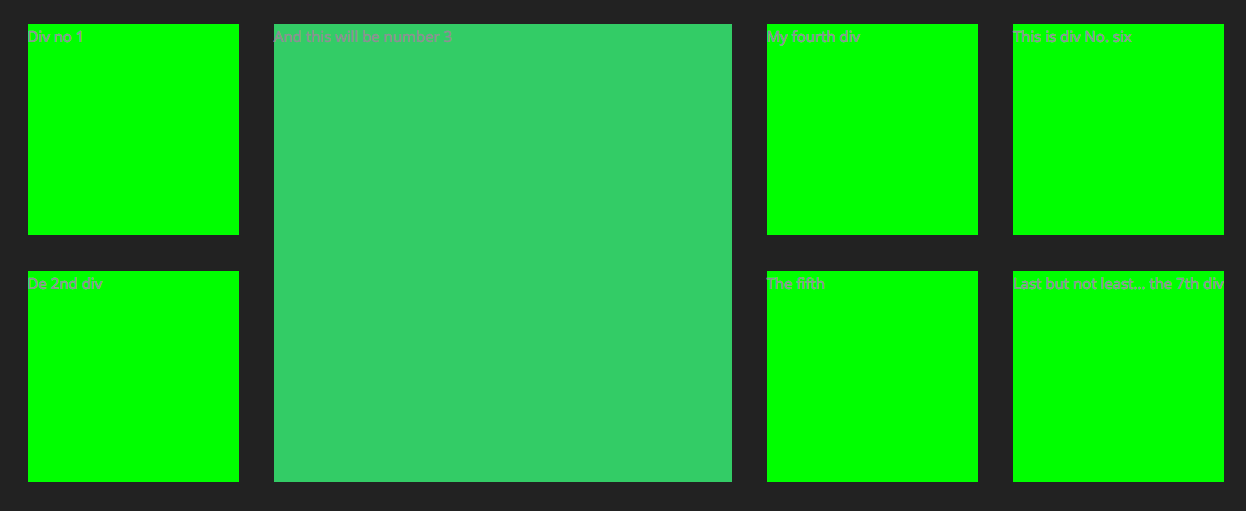 Div no 1
De 2nd div
And this will be number 3
My fourth div
The fifth
This is div No. six
Last but not least... the 7th div